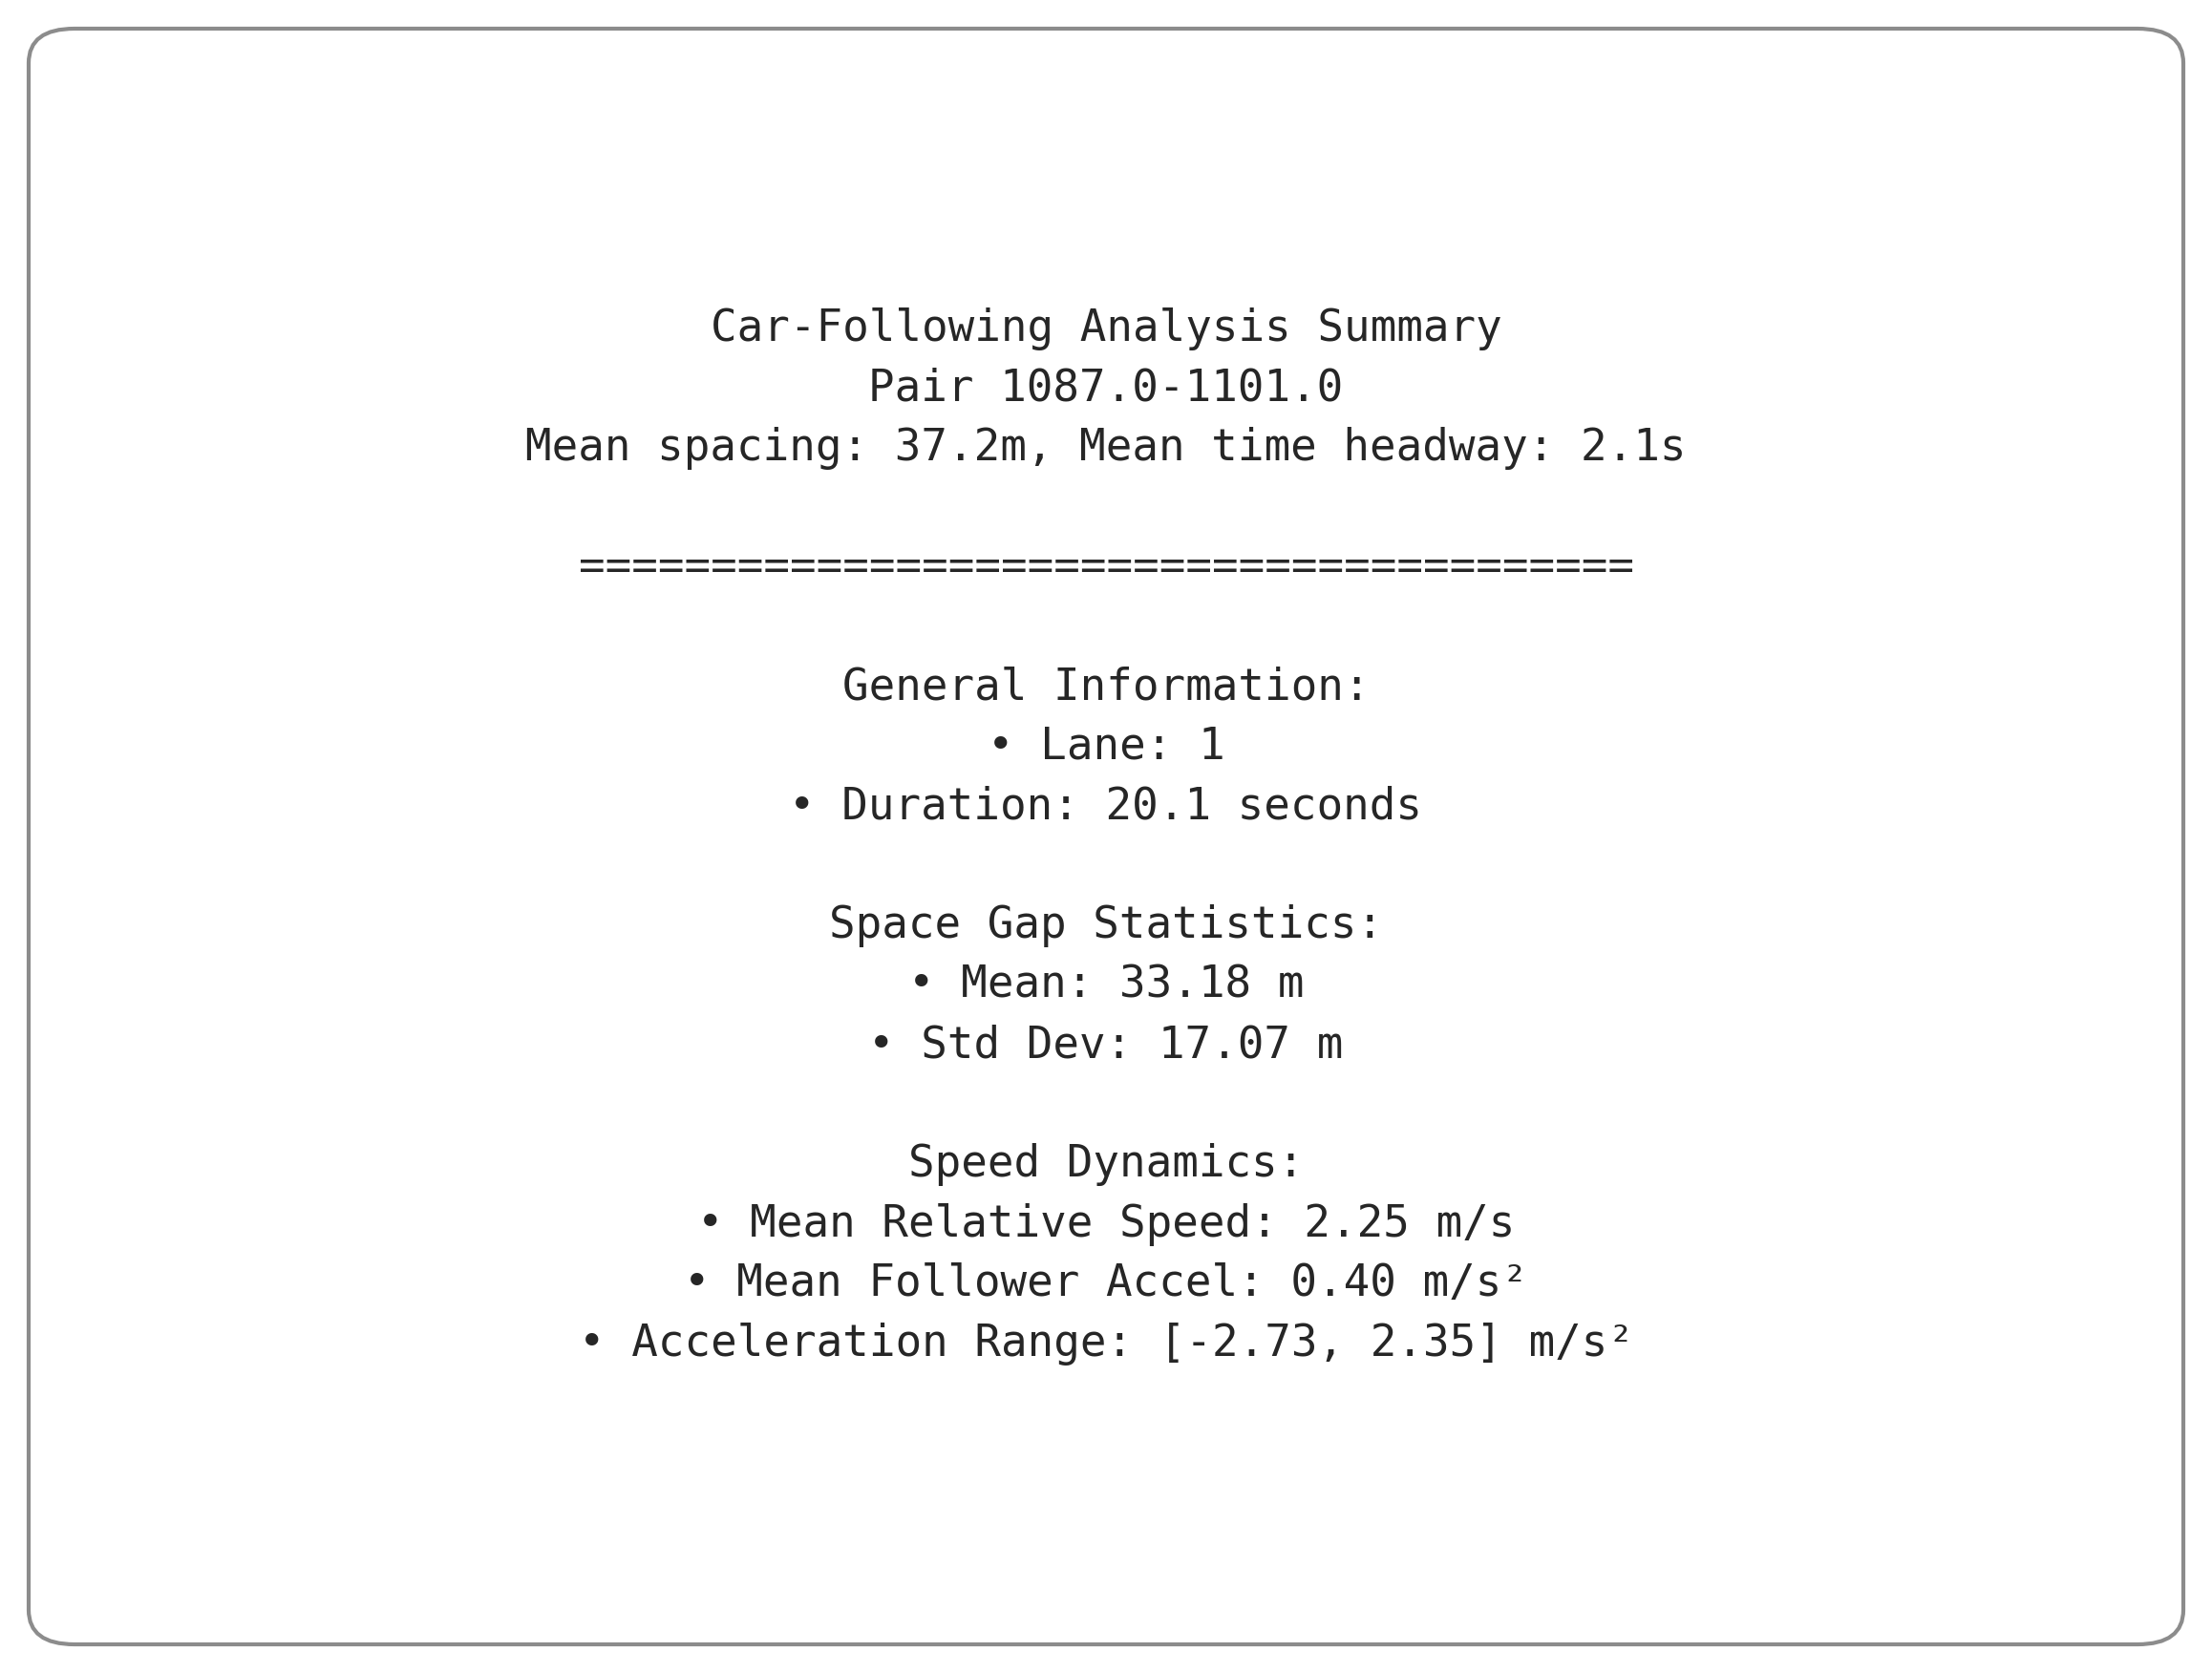 Car-Following Analysis Summary
Pair 1087.0-1101.0
Mean spacing: 37.2m, Mean time headway: 2.1s
========================================
General Information:
• Lane: 1
• Duration: 20.1 seconds
Space Gap Statistics:
• Mean: 33.18 m
• Std Dev: 17.07 m
Speed Dynamics:
• Mean Relative Speed: 2.25 m/s
• Mean Follower Accel: 0.40 m/s²
• Acceleration Range: [-2.73, 2.35] m/s²